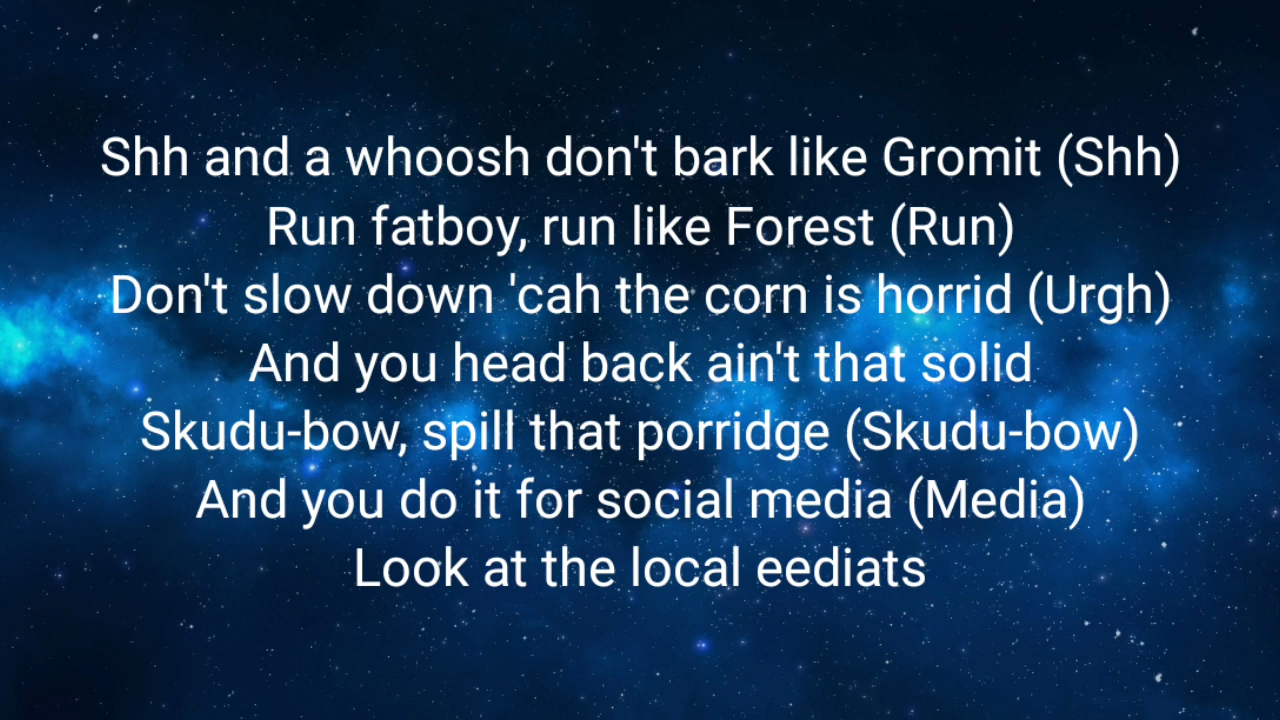 Shh and a whoosh don't bark like Gromit (Shh)
Run fatboy, run like Forest (Run)
Don't slow down 'cah the corn is horrid (Urgh)
And you head back ain't that solid
Skudu-bow, spill that porridge (Skudu-bow)
And you do it for social media (Media)
Look at the local eediats